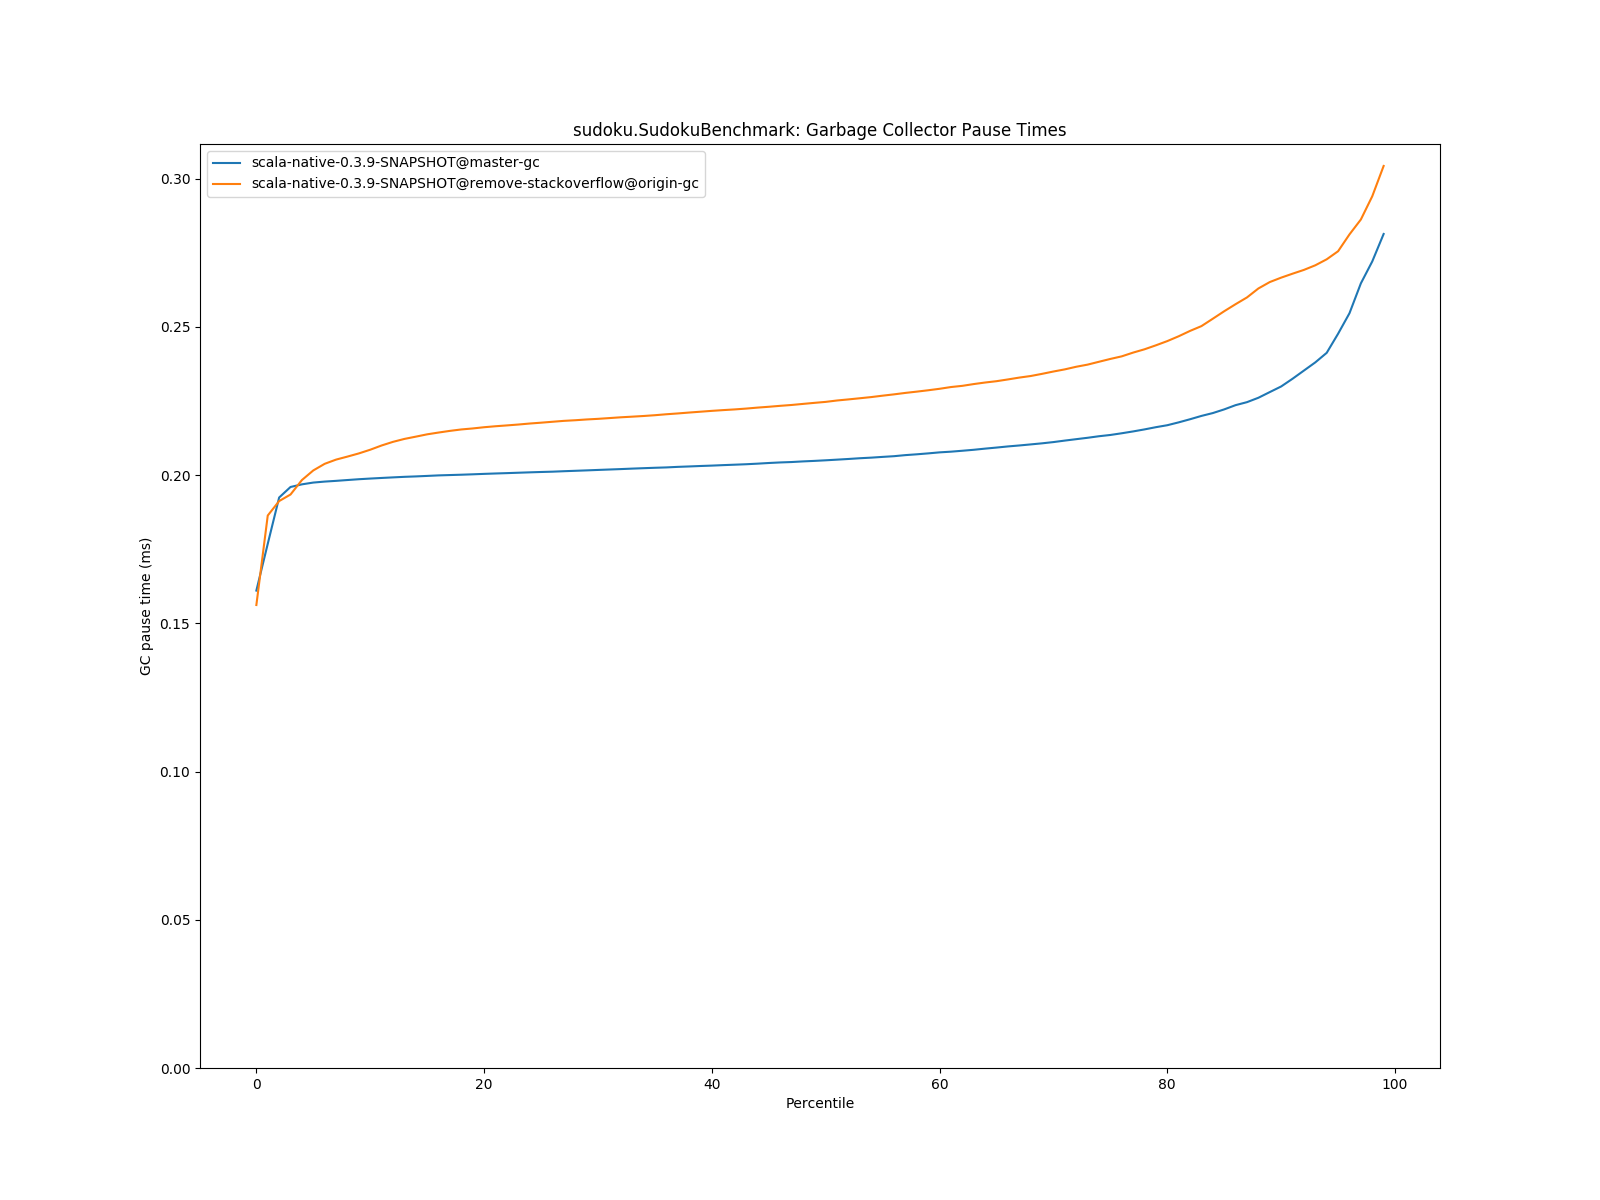 sudoku.SudokuBenchmark: Garbage Collector Pause Times
scala-native-0.3.9-SNAPSHOT@master-gc
scala-native-0.3.9-SNAPSHOT@remove-stackoverflow@origin-gc
0.30
0.25
0.20
0.15
0.10
0.05
0.00
GC pause time (ms)
0 20 40 60 80 100
Percentile